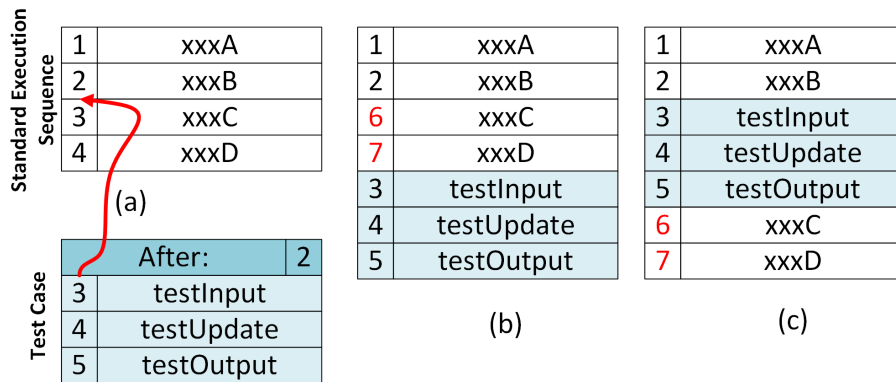 Standard Execution
Sequence
1 xxxA
2 xxxB
3 xxxC
4 xxxD
(a)
Test Case
After: 2
3 testInput
4 testUpdate
5 testOutput
1 xxxA
2 xxxB
6 xxxC
7 xxxD
3 testInput
4 testUpdate
5 testOutput
(b)
1 xxxA
2 xxxB
3 testInput
4 testUpdate
5 testOutput
6 xxxC
7 xxxD
(c)